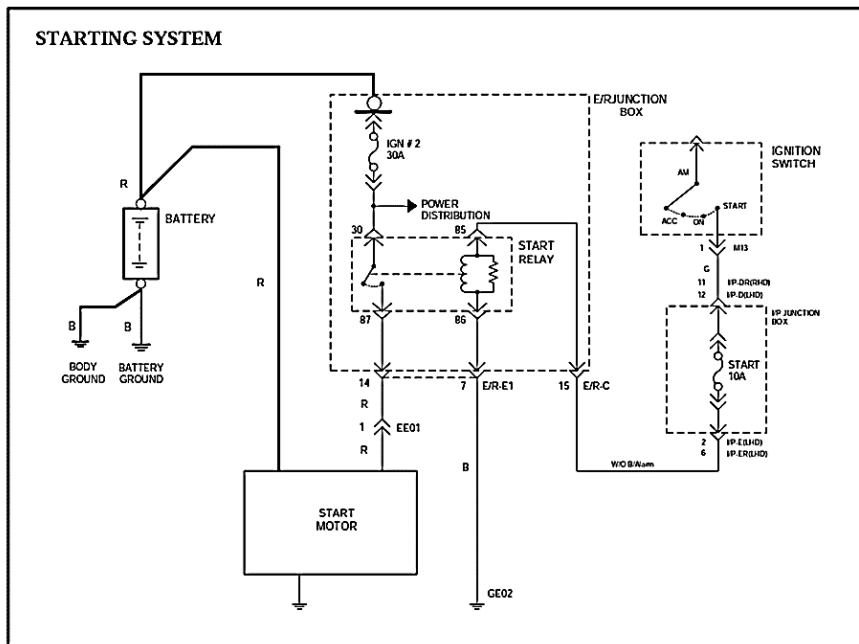 STARTING SYSTEM
E/RJUNCTION
BOX
IGN # 2
30A
IGNITION
SWITCH
AM
POWER
DISTRIBUTION
START
ACC
ON
R
BATTERY
30
85
START
RELAY
1
M13
G
11
I/P-DR(RHD)
12
I/P-D(LHD)
R
I/P JUNCTION
BOX
87
86
B
B
START
10A
BODY
GROUND
BATTERY
GROUND
14
7
E/R-E1
15
E/R-C
R
1
EE01
2
I/P-E(LHD)
R
6
I/P-ER(LHD)
B
W/O B/Warn
START
MOTOR
GE02